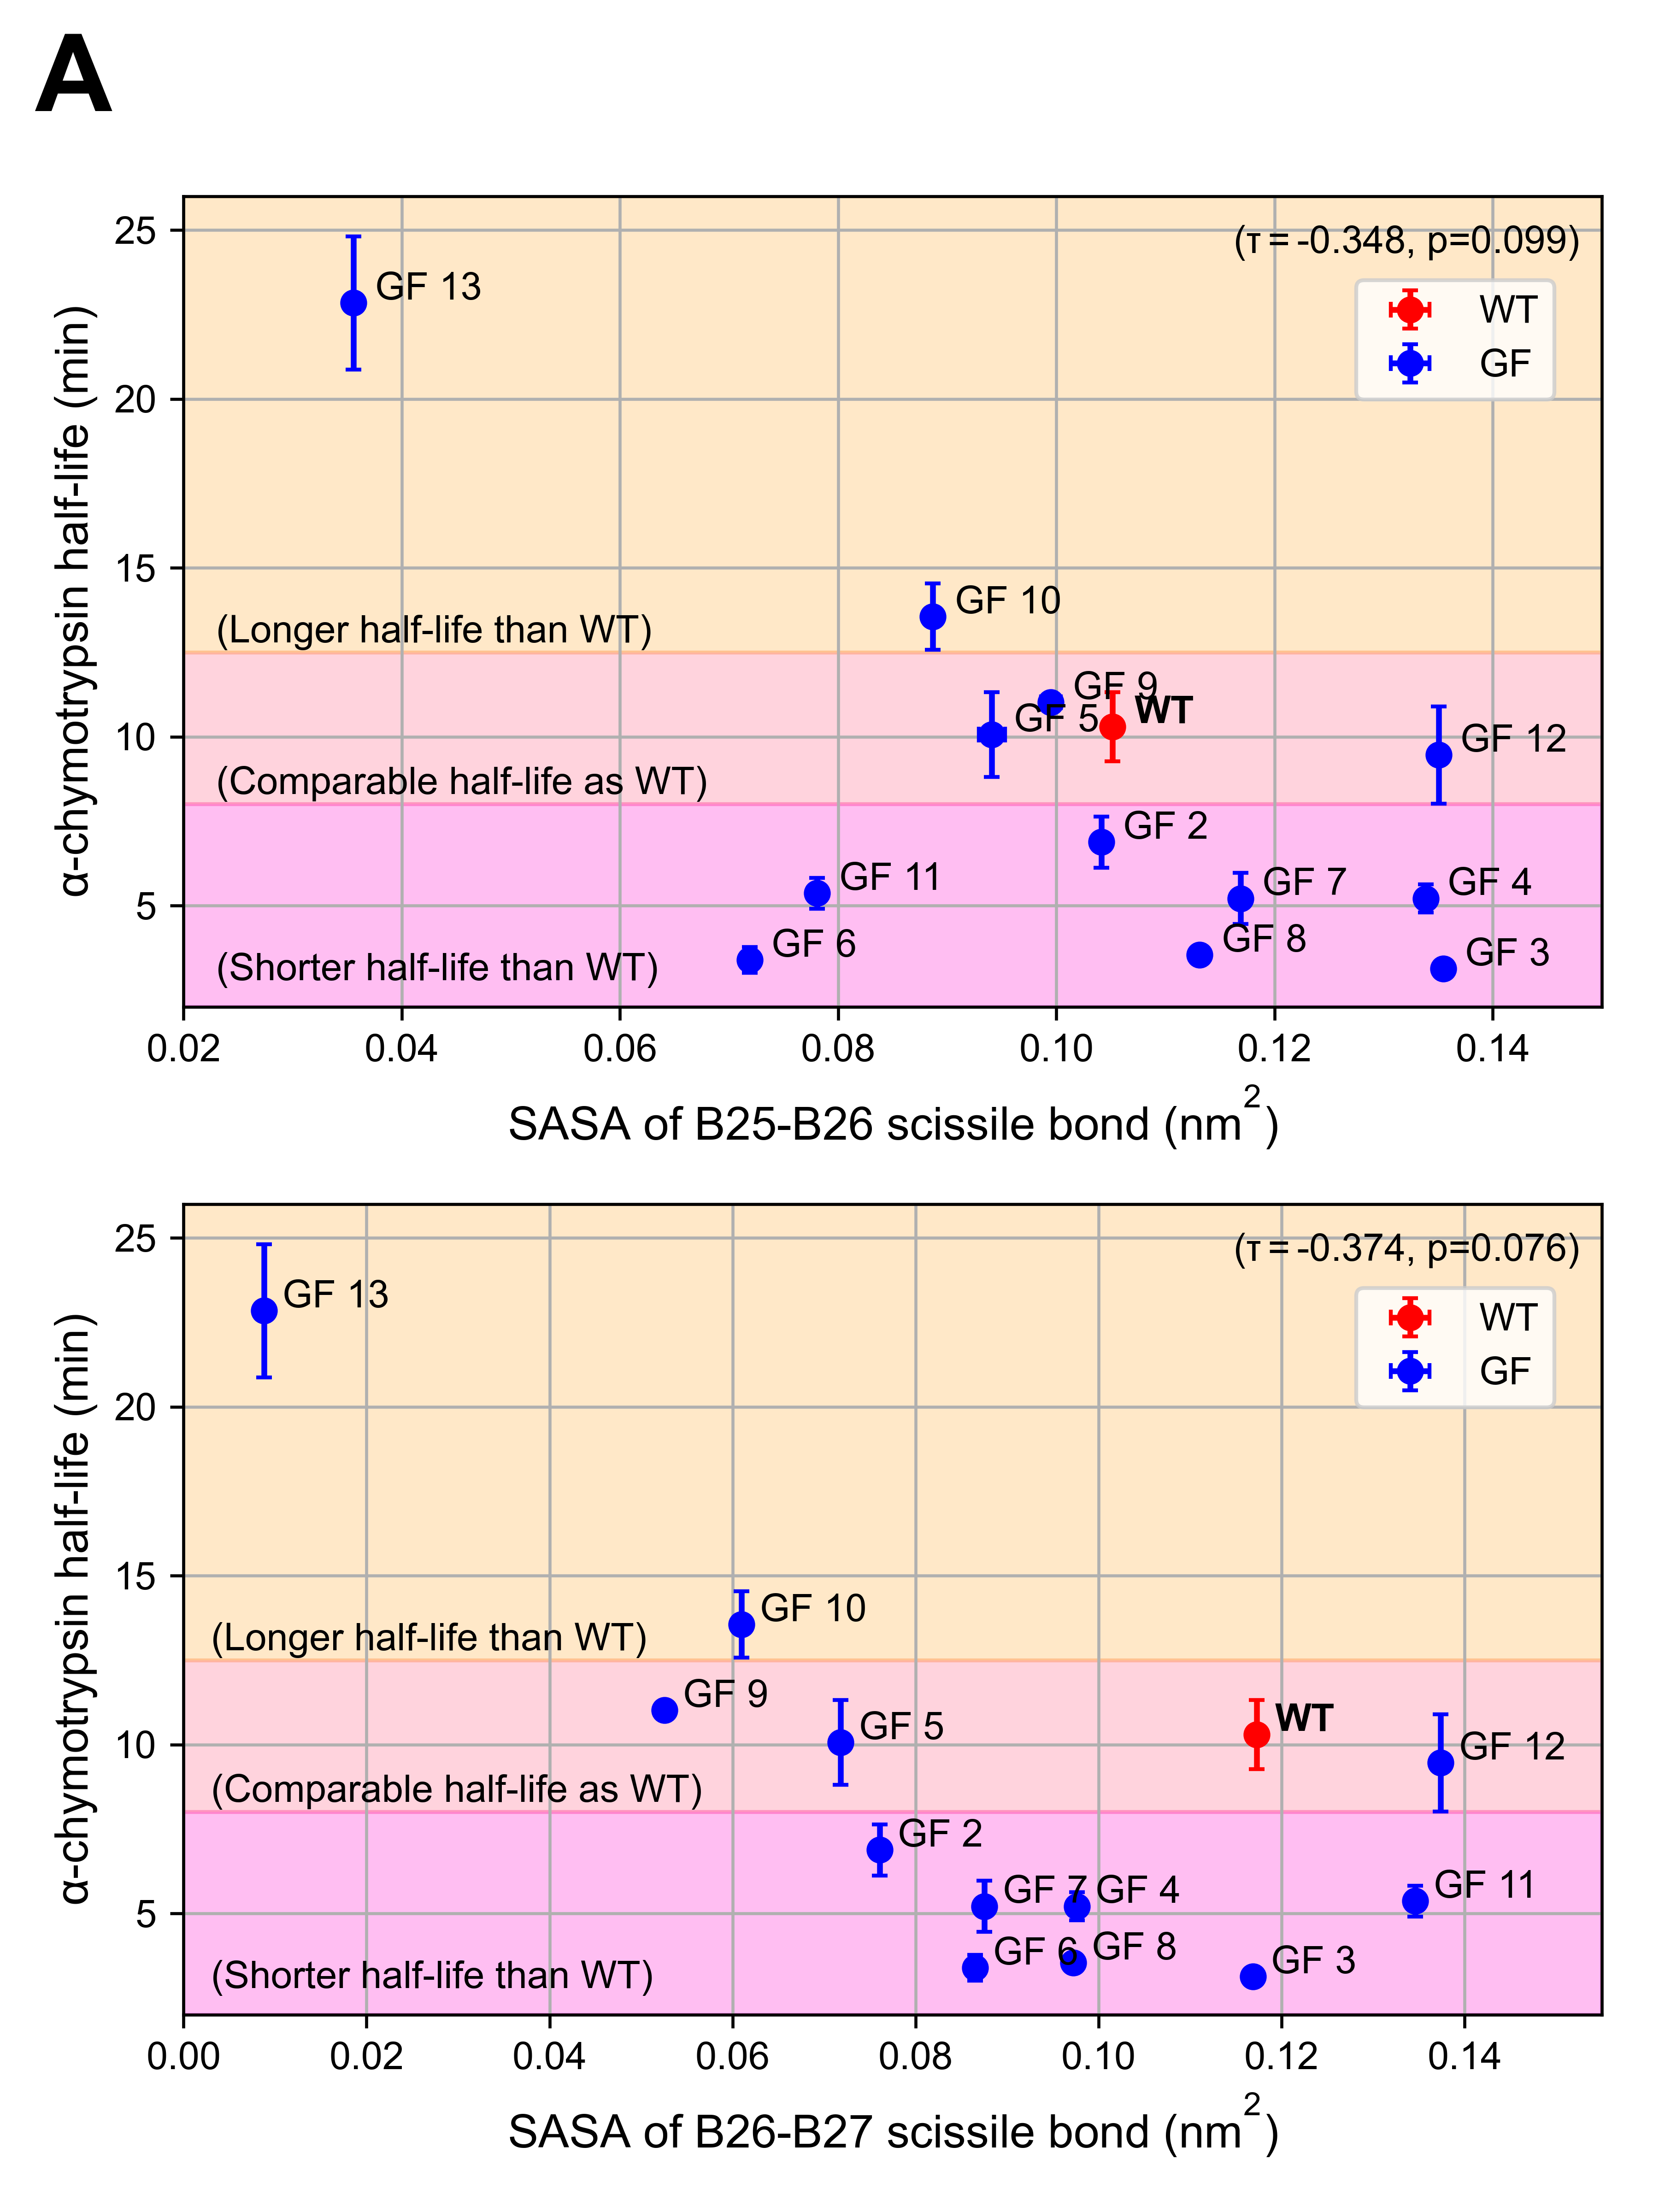 A
25
(τ = -0.348, p=0.099)
GF 13
WT
GF
20
15
GF 10
(Longer half-life than WT)
GF 9
GF 5
WT
10
GF 12
(Comparable half-life as WT)
GF 2
GF 11
GF 7
GF 4
5
GF 6
GF 8
GF 3
(Shorter half-life than WT)
α-chymotrypsin half-life (min)
0.02 0.04 0.06 0.08 0.10 0.12 0.14
SASA of B25-B26 scissile bond (nm²)
25
(τ = -0.374, p=0.076)
GF 13
WT
GF
20
15
GF 10
(Longer half-life than WT)
GF 9
GF 5
WT
10
GF 12
(Comparable half-life as WT)
GF 2
GF 7
GF 4
GF 11
5
GF 6
GF 8
GF 3
(Shorter half-life than WT)
α-chymotrypsin half-life (min)
0.00 0.02 0.04 0.06 0.08 0.10 0.12 0.14
SASA of B26-B27 scissile bond (nm²)